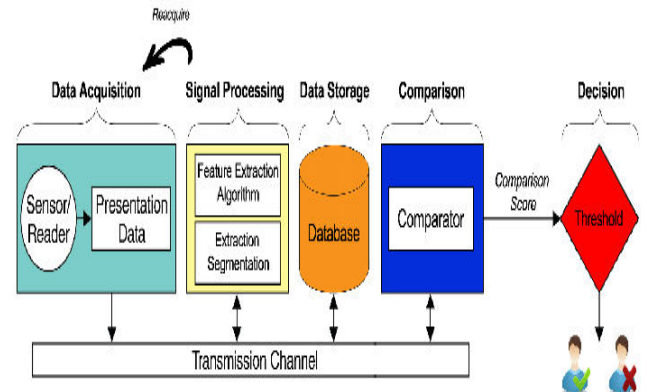 Reacquire
Data Acquisition
Signal Processing
Data Storage
Comparison
Decision
Sensor/
Reader
Presentation
Data
Feature Extraction
Algorithm
Extraction
Segmentation
Database
Comparator
Comparison
Score
Threshold
Transmission Channel